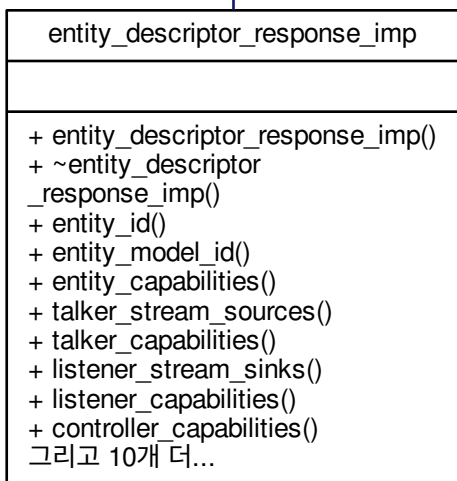 entity_descriptor_response_imp
+ entity_descriptor_response_imp()
+ ~entity_descriptor
_response_imp()
+ entity_id()
+ entity_model_id()
+ entity_capabilities()
+ talker_stream_sources()
+ talker_capabilities()
+ listener_stream_sinks()
+ listener_capabilities()
+ controller_capabilities()
그리고 10개 더...